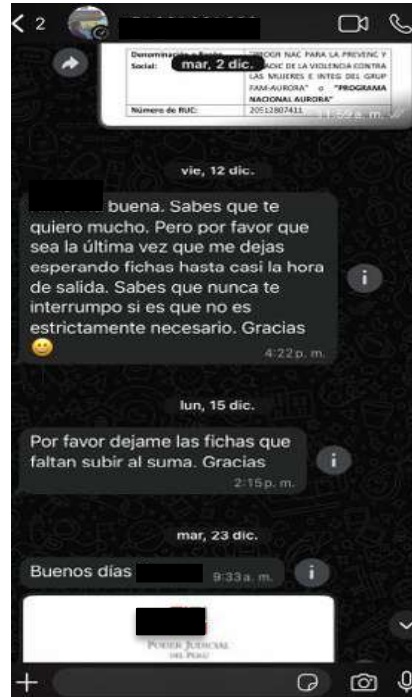 2
Denominación o Razón Social:
"PROGR NAC PARA LA PREVENC Y
DE LA VIOLENCIA CONTRA
LAS MUJERES E INTEG DEL GRUP
FAM-AURORA" o "PROGRAMA
NACIONAL AURORA"
mar, 2 dic.
Número de RUC:
20512807411
a. m.
vie, 12 dic.
buena. Sabes que te
quiero mucho. Pero por favor que
sea la última vez que me dejas
esperando fichas hasta casi la hora
de salida. Sabes que nunca te
interrumpo si es que no es
estrictamente necesario. Gracias
🙂
4:22 p. m.
lun, 15 dic.
Por favor dejame las fichas que
faltan subir al suma. Gracias
2:15 p. m.
mar, 23 dic.
Buenos días
9:33 a. m.
PODER JUDICIAL
DEL PERÚ